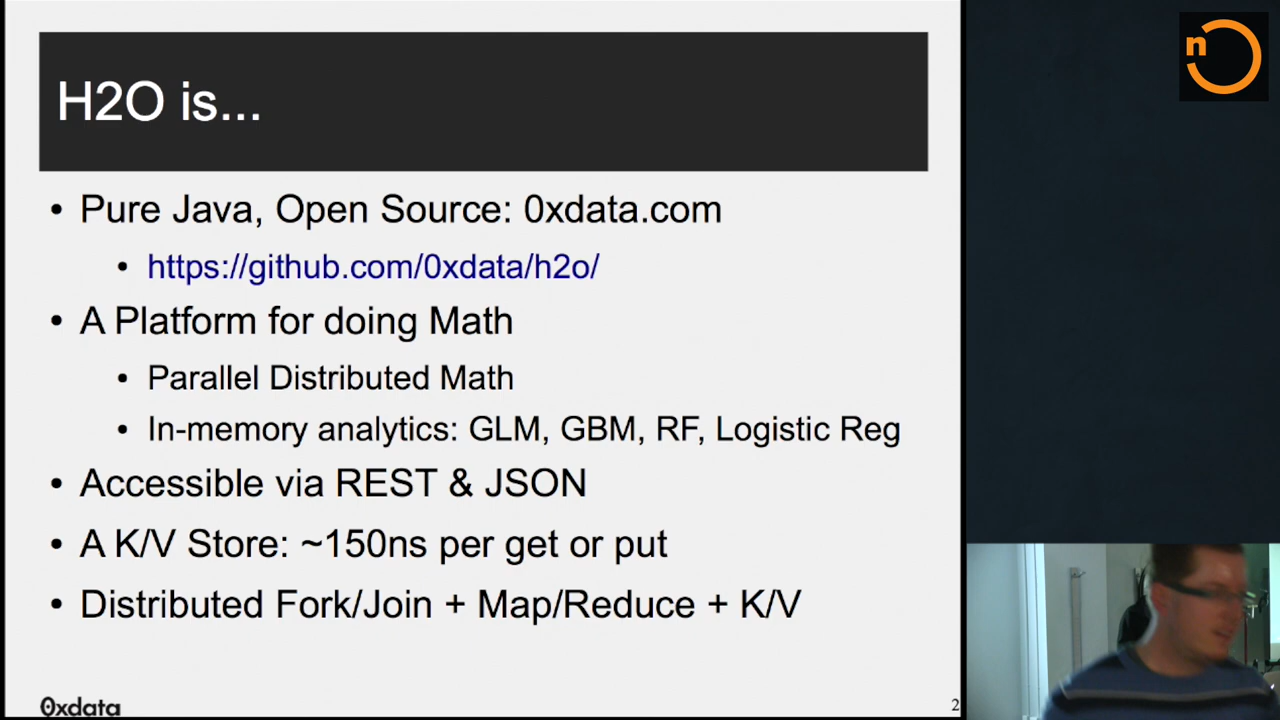 n
H2O is...
• Pure Java, Open Source: 0xdata.com
• https://github.com/0xdata/h2o/
• A Platform for doing Math
• Parallel Distributed Math
• In-memory analytics: GLM, GBM, RF, Logistic Reg
• Accessible via REST & JSON
• A K/V Store: ~150ns per get or put
• Distributed Fork/Join + Map/Reduce + K/V
0xdata
2